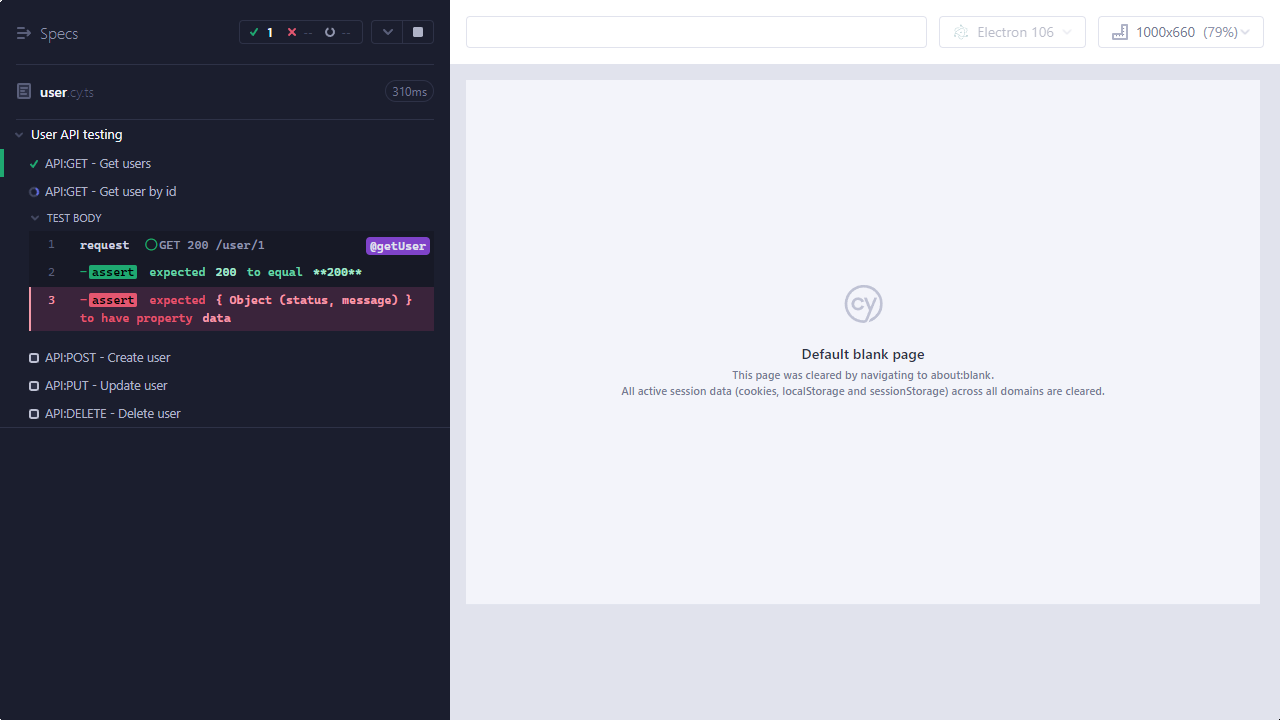 Specs
1 -- --
Electron 106
1000x660 (79%)
user.cy.ts
310ms
User API testing
API:GET - Get users
API:GET - Get user by id
TEST BODY
1 request GET 200 /user/1 @getUser
2 -assert expected 200 to equal **200**
3 -assert expected { Object (status, message) }
to have property data
API:POST - Create user
API:PUT - Update user
API:DELETE - Delete user
cy
Default blank page
This page was cleared by navigating to about:blank.
All active session data (cookies, localStorage and sessionStorage) across all domains are cleared.